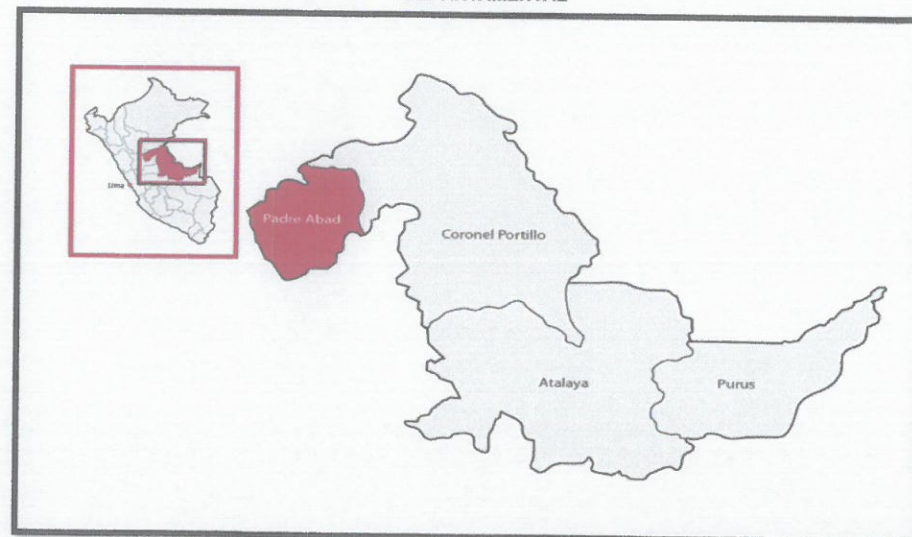 Lima
Padre Abad
Coronel Portillo
Atalaya
Purus